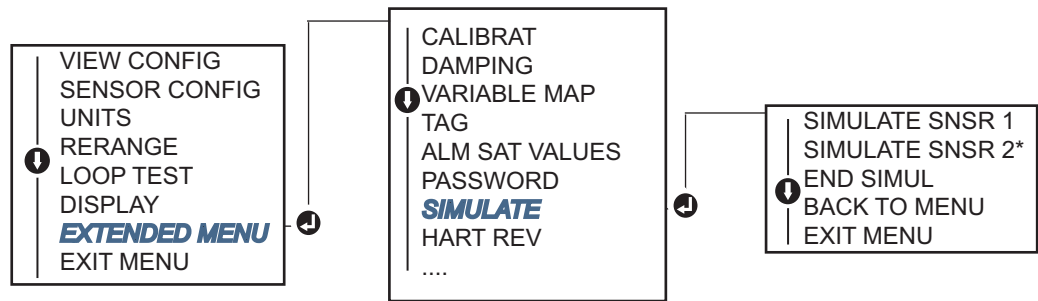 VIEW CONFIG
SENSOR CONFIG
UNITS
RERANGE
LOOP TEST
DISPLAY
EXTENDED MENU
EXIT MENU
CALIBRAT
DAMPING
VARIABLE MAP
TAG
ALM SAT VALUES
PASSWORD
SIMULATE
HART REV
....
SIMULATE SNSR 1
SIMULATE SNSR 2*
END SIMUL
BACK TO MENU
EXIT MENU